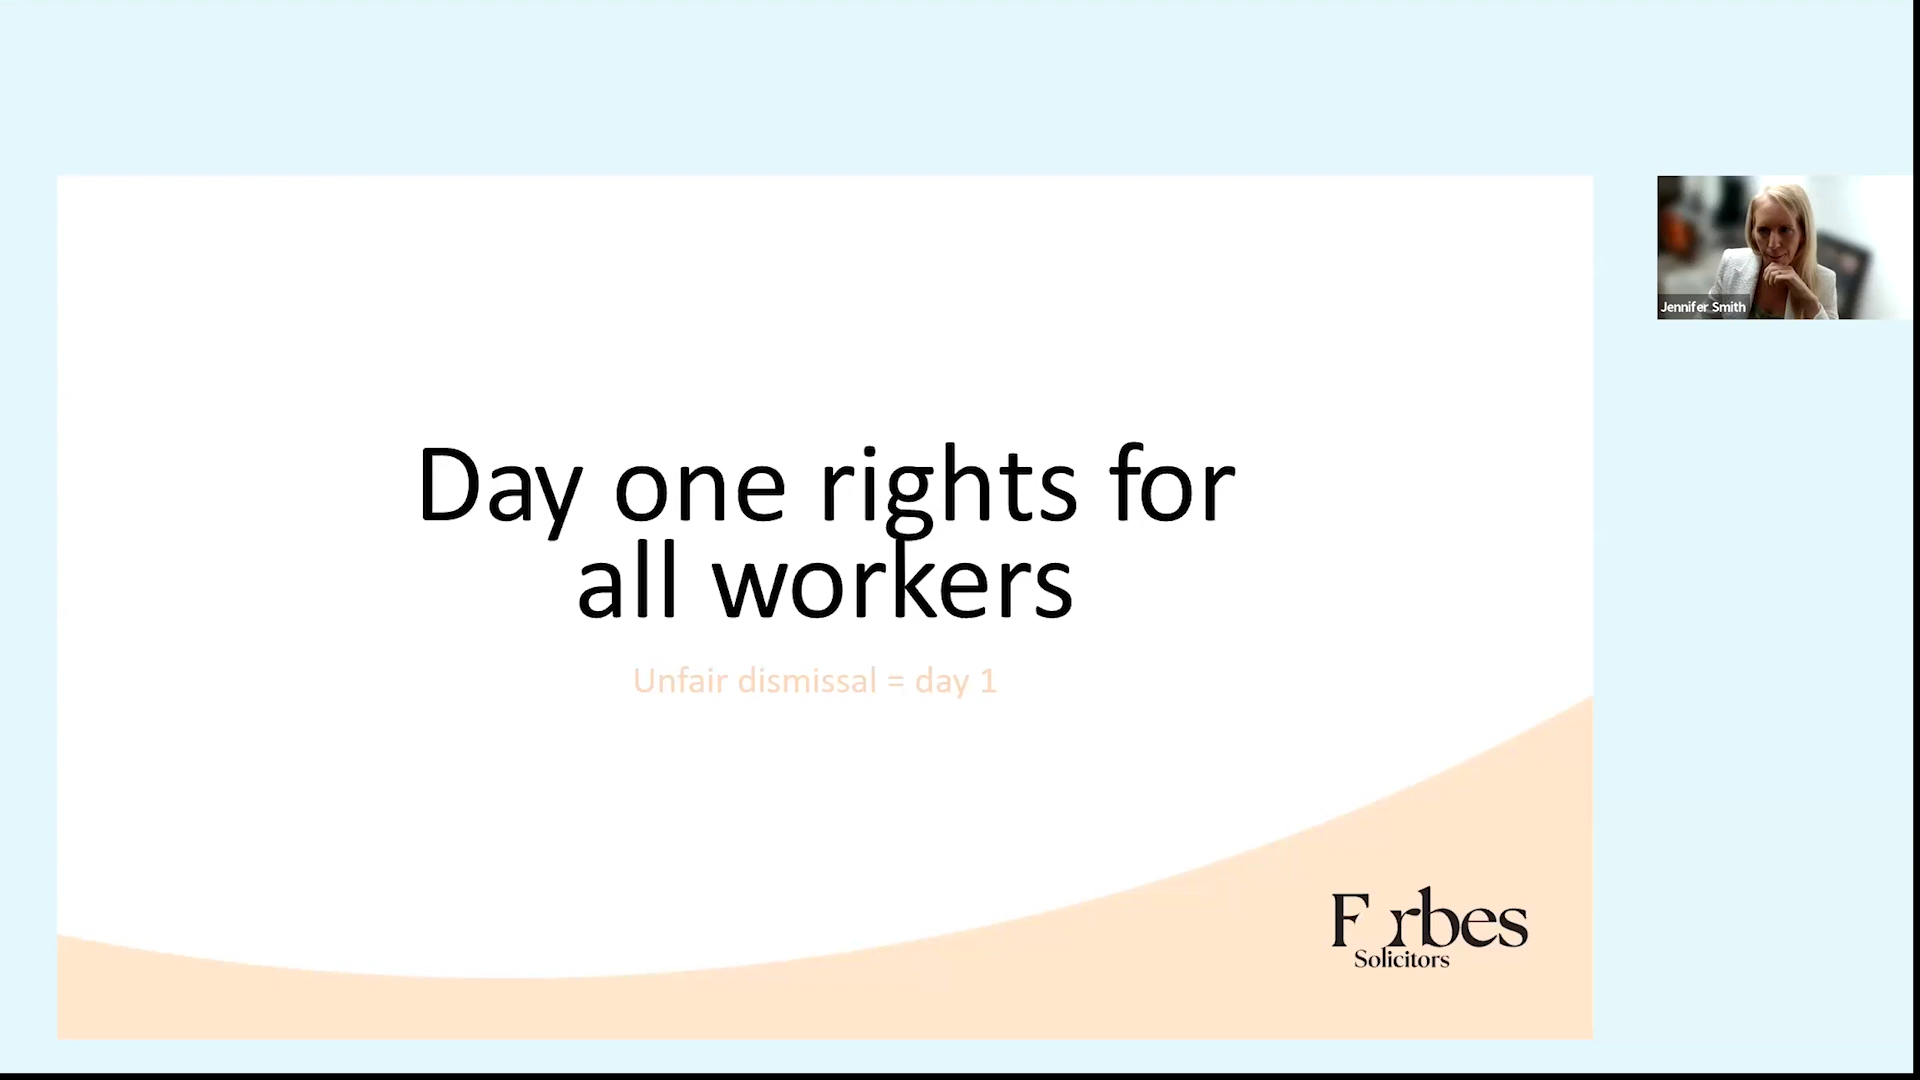 Day one rights for
all workers
Unfair dismissal = day 1
Jennifer Smith
Forbes
Solicitors